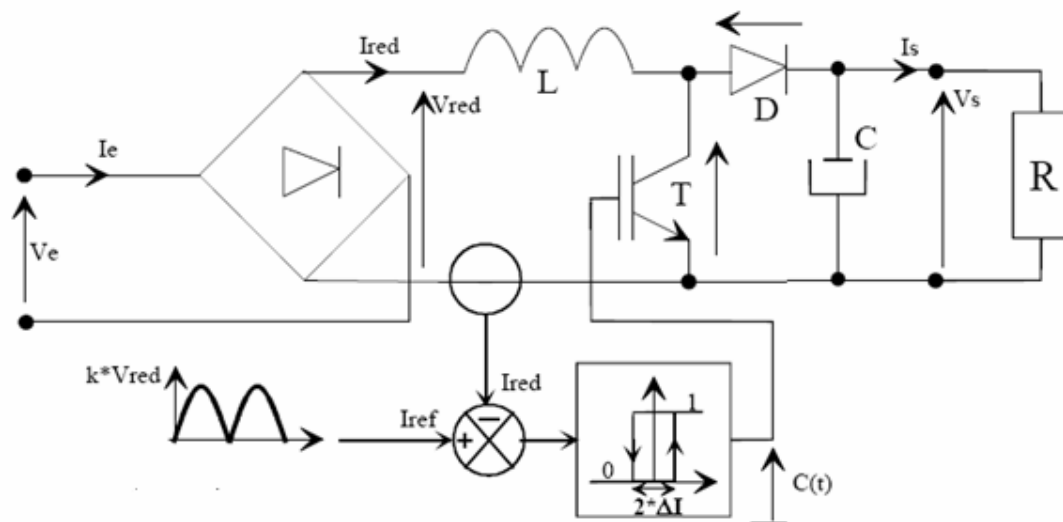 Ired
L
D
Is
Vred
Vs
Ie
C
R
T
Ve
k*Vred
Ired
Iref
1
0
2*ΔI
C(t)